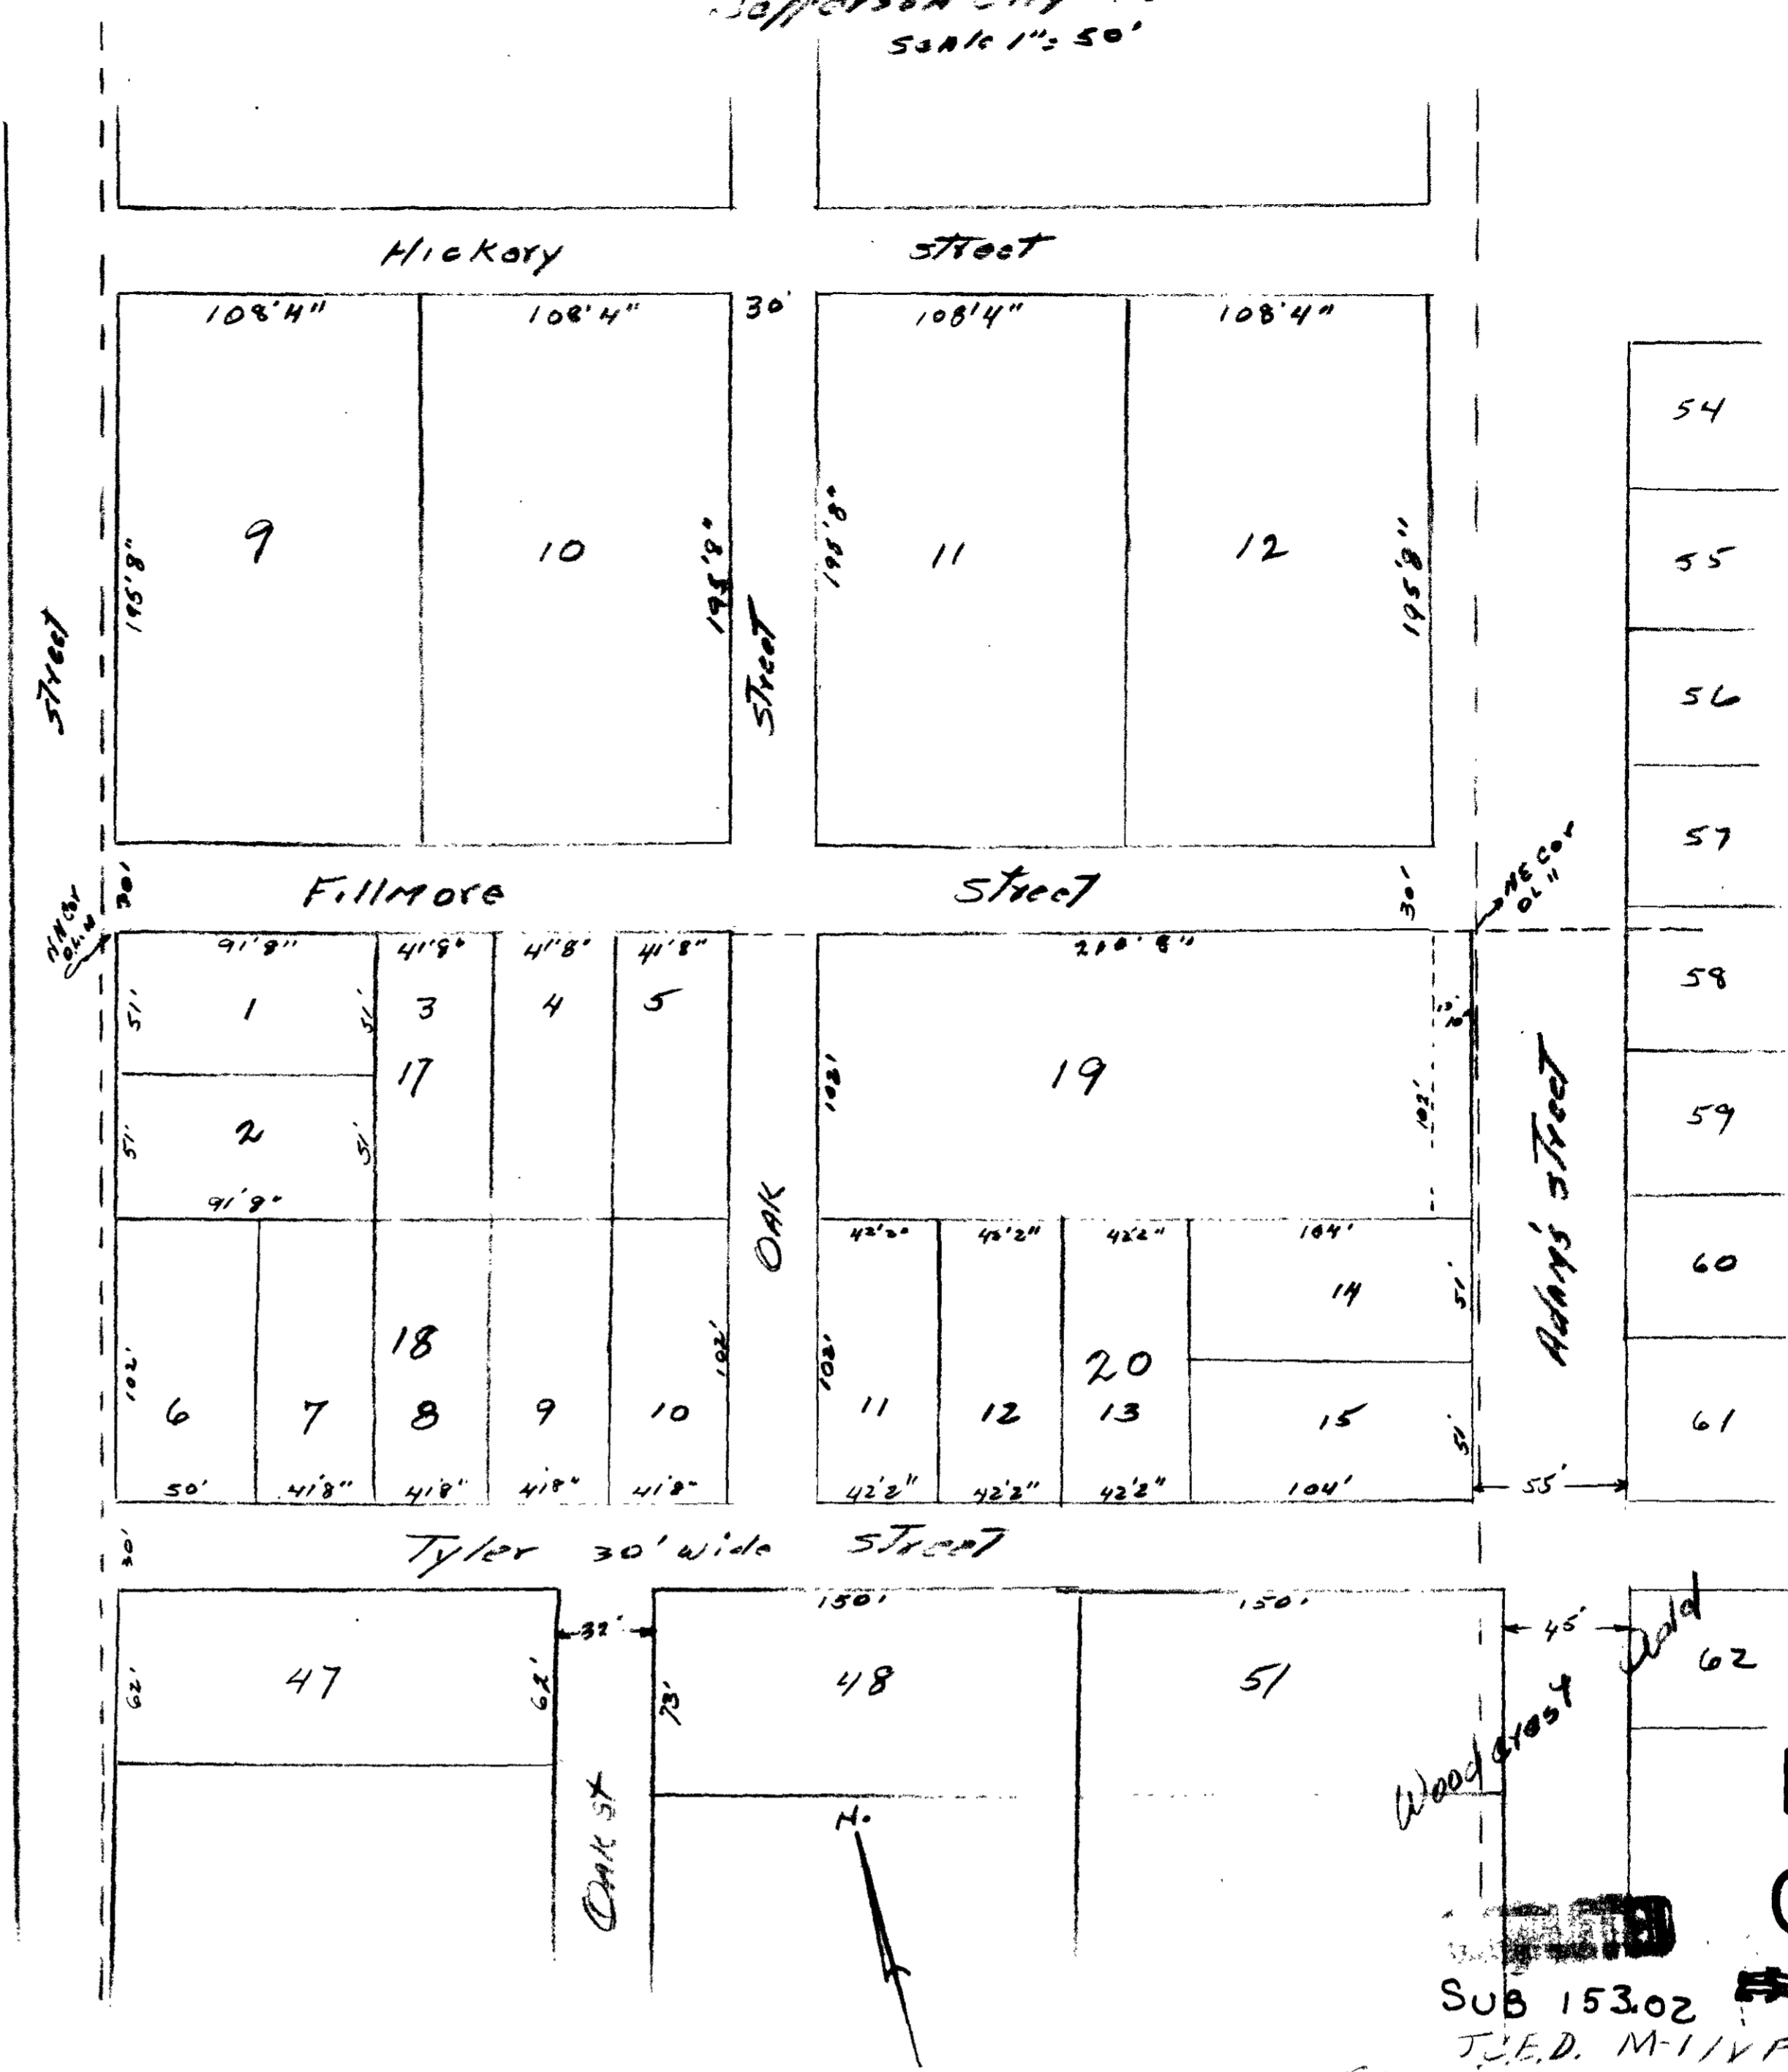 Jefferson City
Scale 1"= 50'
Hickory Street
108'4" 108'4" 30' 108'4" 108'4"
54
9 10 11 12
195'8" 195'8" 195'8" 195'8"
55
Street Street
56
57
30' Fillmore Street 30'
NE Cor
OL 11
91'8" 41'8" 41'8" 41'8" 210'8"
51' 1 51' 3 4 5
58
17 102' 19 102'
51' 2 51'
59
91'8"
OAK
Adams Street
42'2" 42'2" 42'2" 104'
60
14 51'
18 20
102' 102' 102'
6 7 8 9 10 11 12 13 15 51'
61
50' 41'8" 41'8" 41'8" 41'8" 42'2" 42'2" 42'2" 104' 55'
30' Tyler 30' wide Street
150' 150'
32' 45'
62' 47 62' 73' 48 51
62
Woodcrest Add
N.
Oak St
SUB 153.02